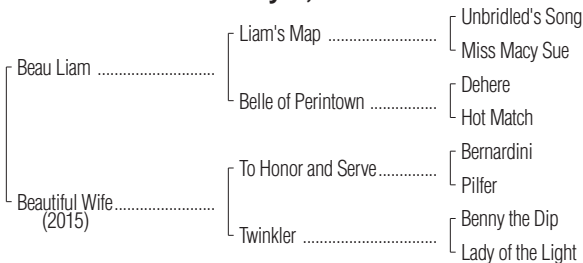 Unbridled's Song
Liam's Map ......................
Miss Macy Sue
Beau Liam ........................
Dehere
Belle of Perintown ..............
Hot Match
Bernardini
To Honor and Serve..............
Pilfer
Beautiful Wife.....................
(2015)
Benny the Dip
Twinkler ............................
Lady of the Light